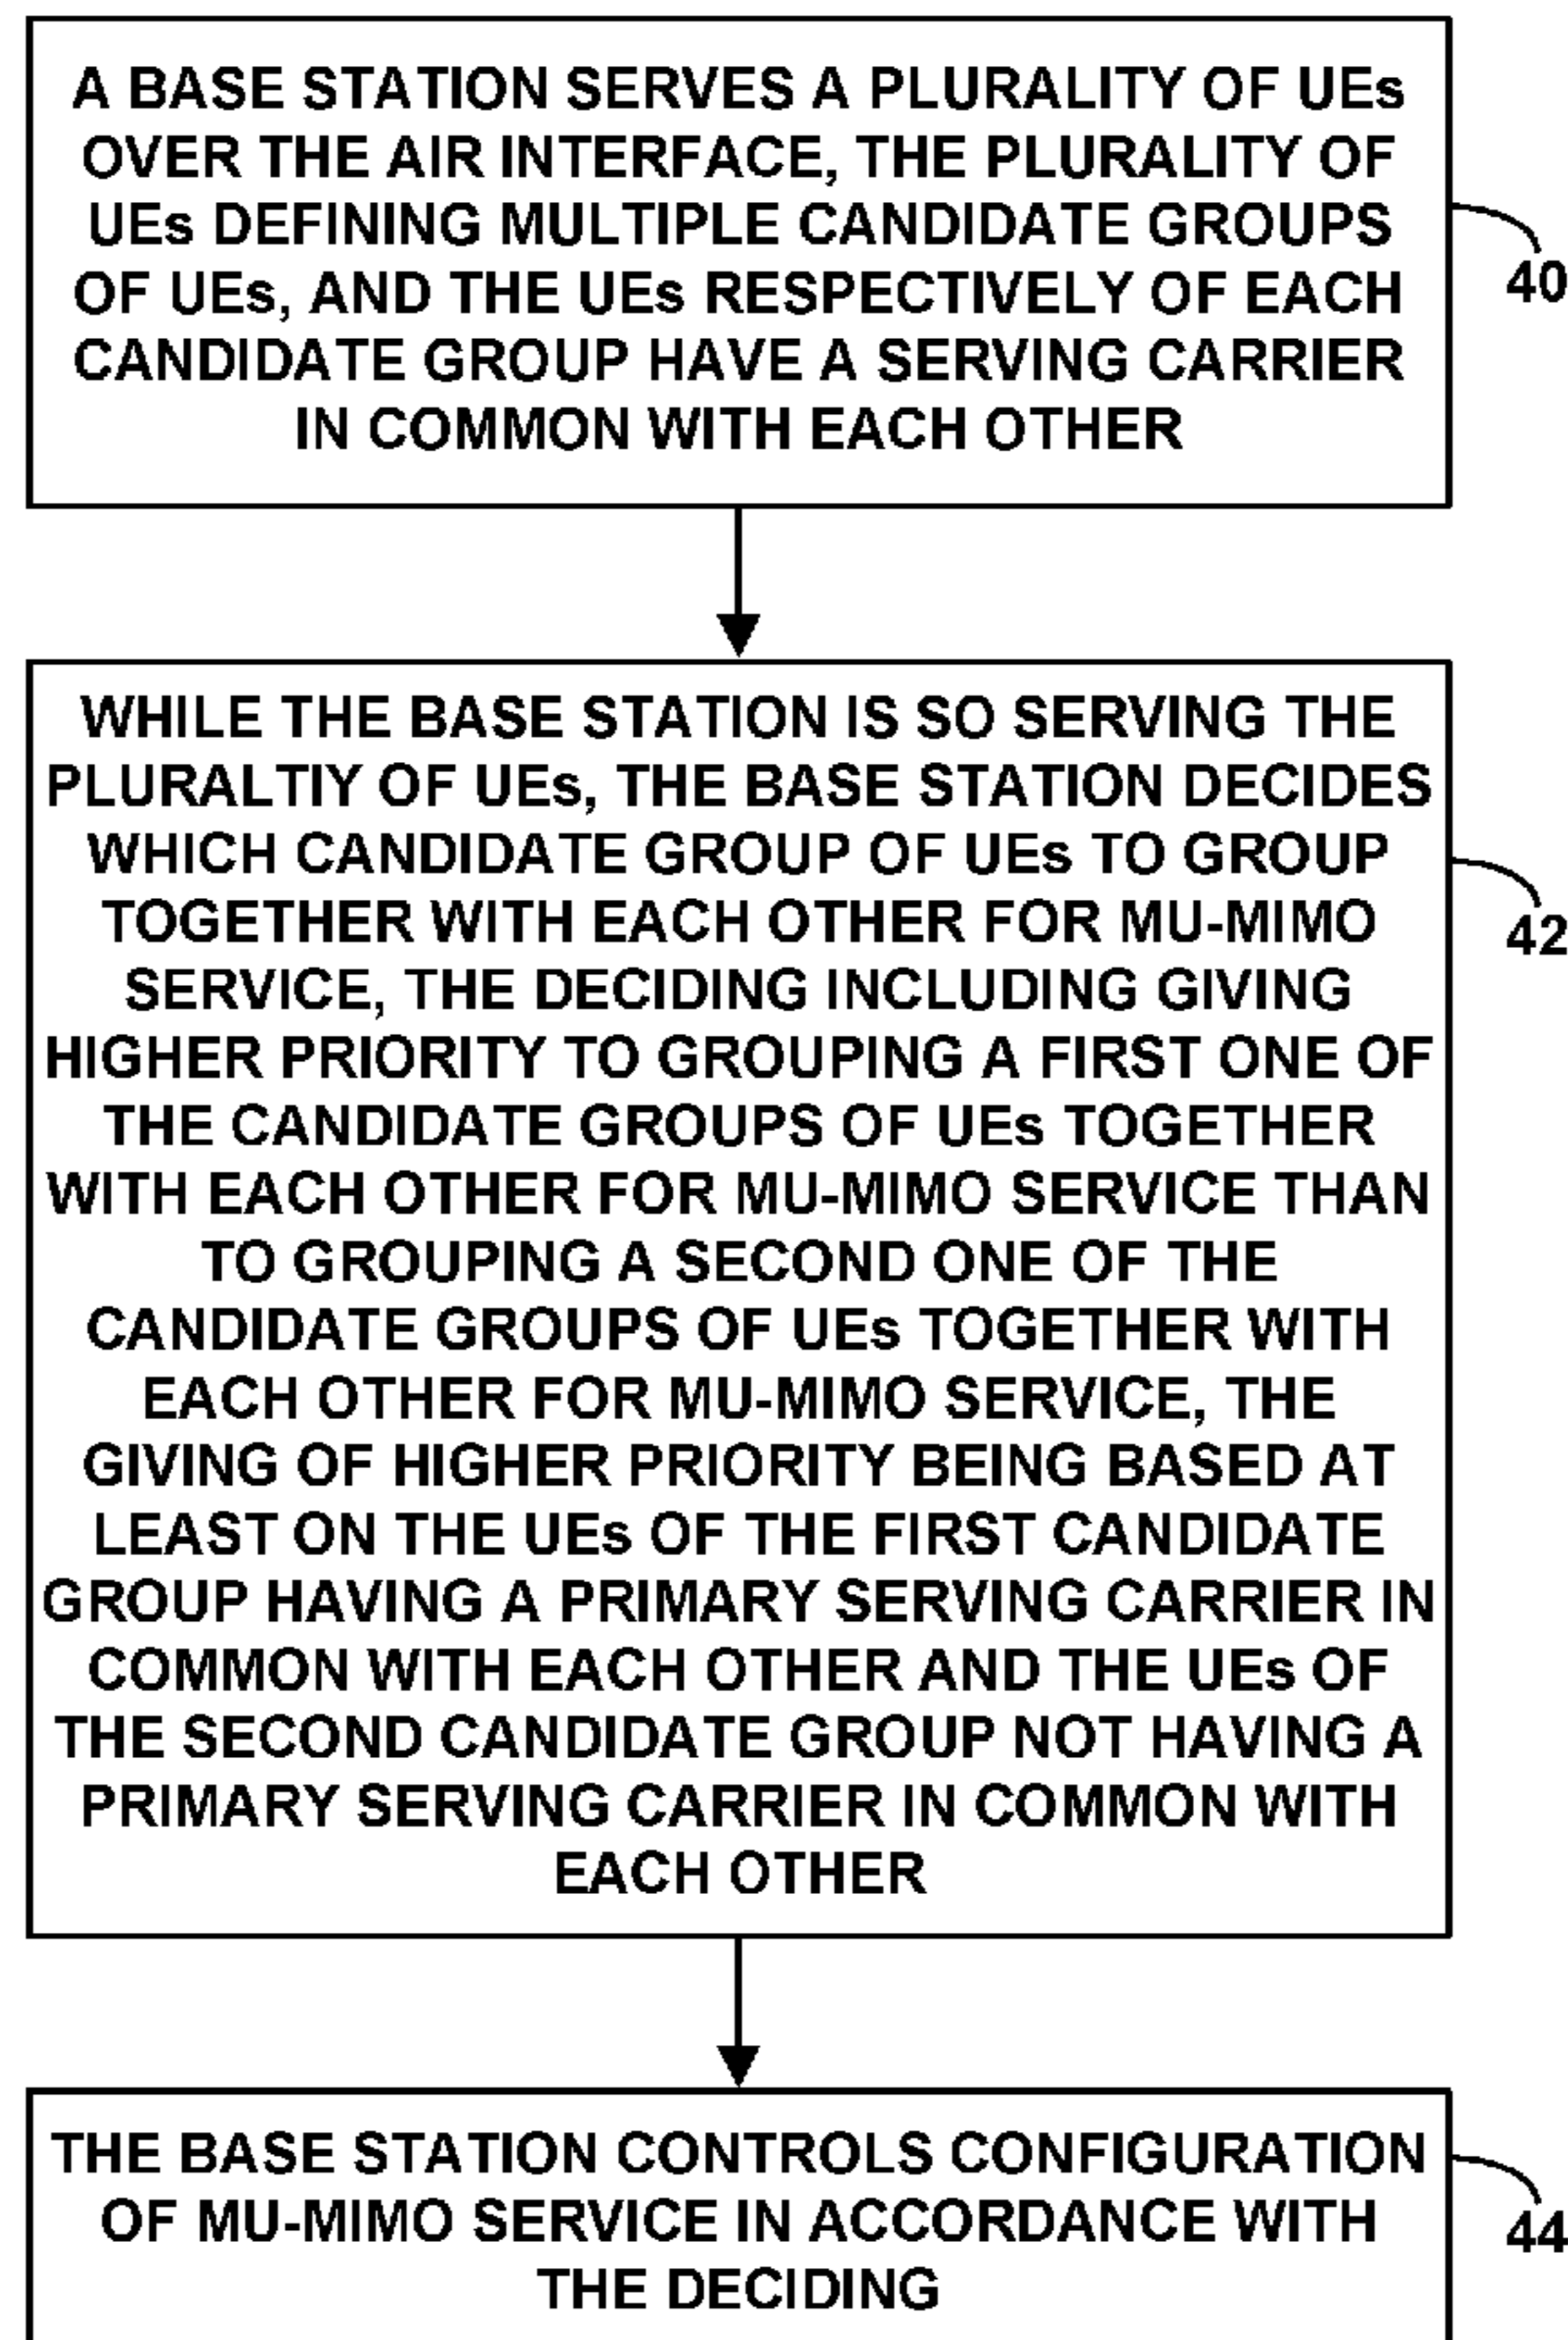 A BASE STATION SERVES A PLURALITY OF UEs
OVER THE AIR INTERFACE, THE PLURALITY OF
UEs DEFINING MULTIPLE CANDIDATE GROUPS
OF UEs, AND THE UEs RESPECTIVELY OF EACH
CANDIDATE GROUP HAVE A SERVING CARRIER
IN COMMON WITH EACH OTHER
40
WHILE THE BASE STATION IS SO SERVING THE
PLURALTIY OF UEs, THE BASE STATION DECIDES
WHICH CANDIDATE GROUP OF UEs TO GROUP
TOGETHER WITH EACH OTHER FOR MU-MIMO
SERVICE, THE DECIDING INCLUDING GIVING
HIGHER PRIORITY TO GROUPING A FIRST ONE OF
THE CANDIDATE GROUPS OF UEs TOGETHER
WITH EACH OTHER FOR MU-MIMO SERVICE THAN
TO GROUPING A SECOND ONE OF THE
CANDIDATE GROUPS OF UEs TOGETHER WITH
EACH OTHER FOR MU-MIMO SERVICE, THE
GIVING OF HIGHER PRIORITY BEING BASED AT
LEAST ON THE UEs OF THE FIRST CANDIDATE
GROUP HAVING A PRIMARY SERVING CARRIER IN
COMMON WITH EACH OTHER AND THE UEs OF
THE SECOND CANDIDATE GROUP NOT HAVING A
PRIMARY SERVING CARRIER IN COMMON WITH
EACH OTHER
42
THE BASE STATION CONTROLS CONFIGURATION
OF MU-MIMO SERVICE IN ACCORDANCE WITH
THE DECIDING
44